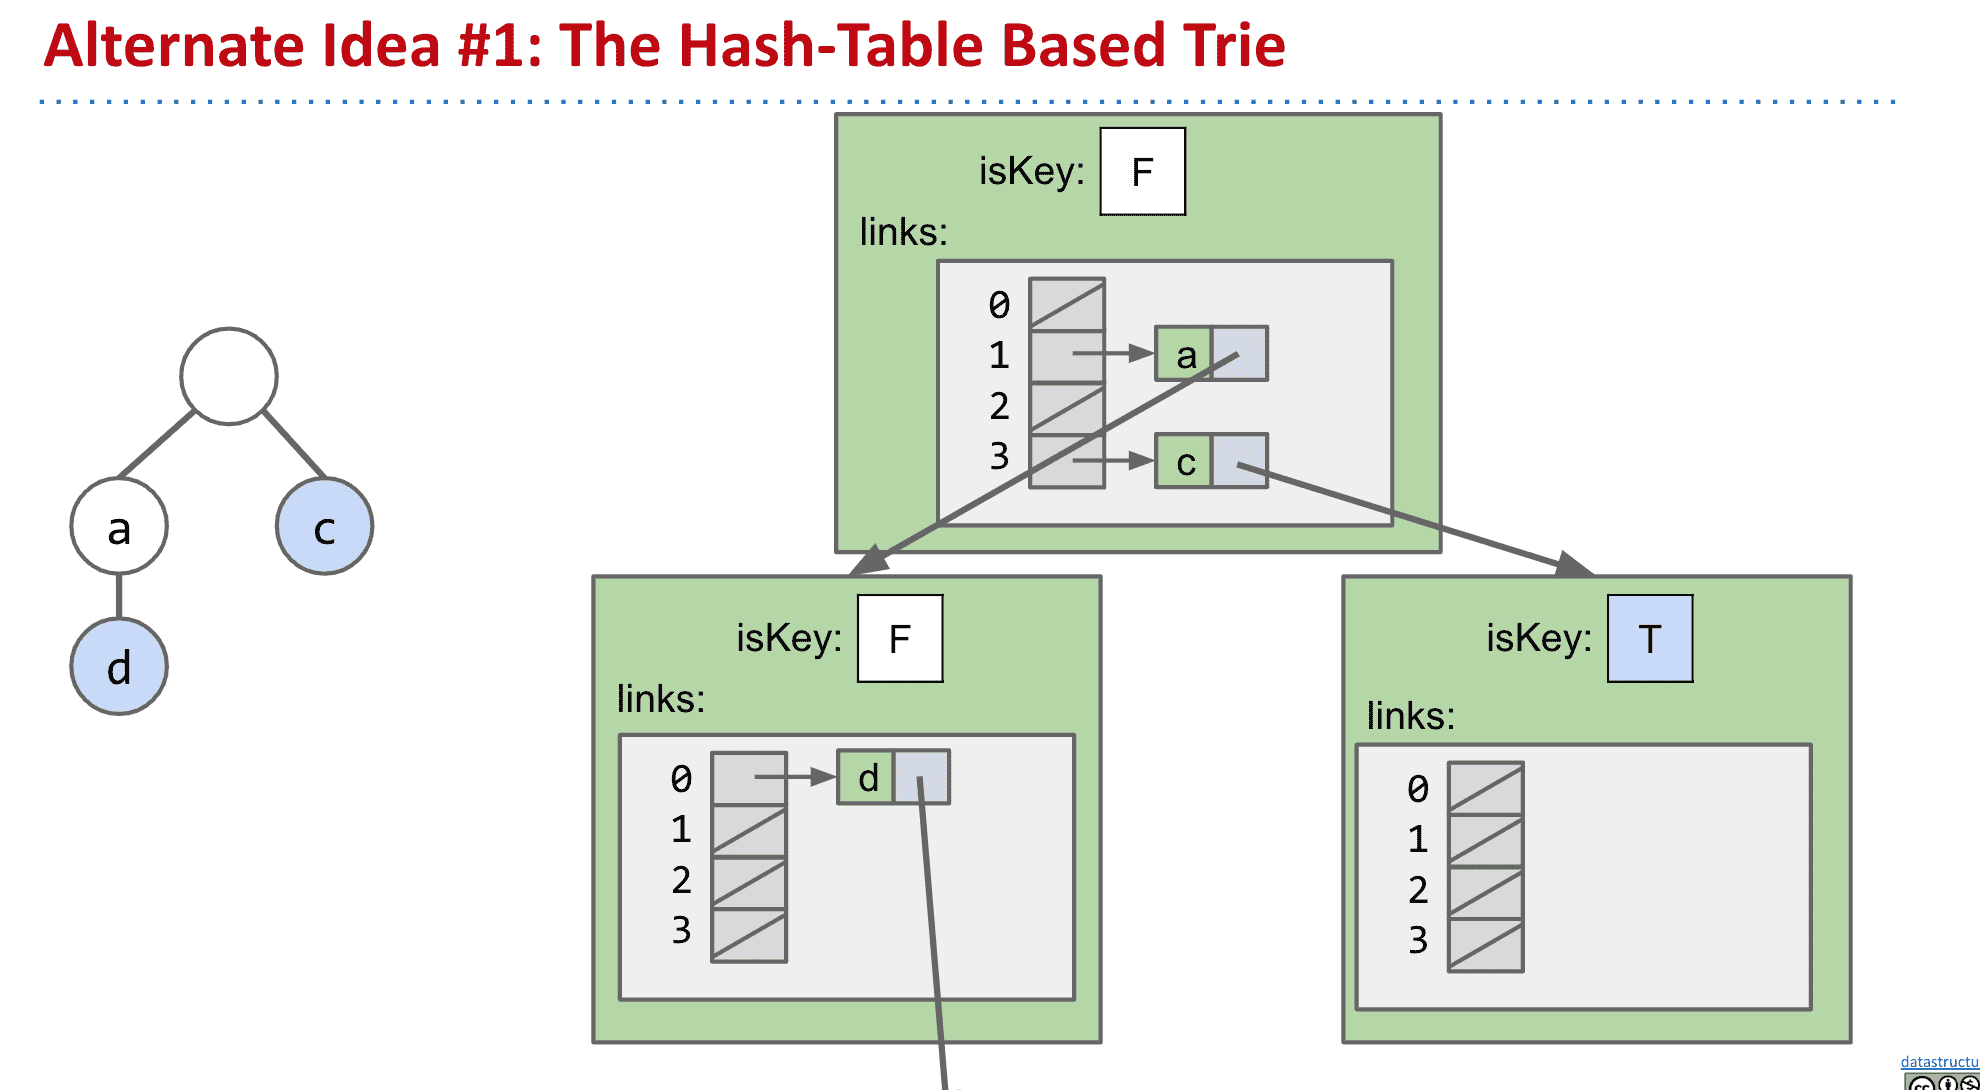 Alternate Idea #1: The Hash-Table Based Trie
isKey: F
links:
0
1 a
2
3 c
a c
d
isKey: F
links:
0 d
1
2
3
isKey: T
links:
0
1
2
3
datastructu